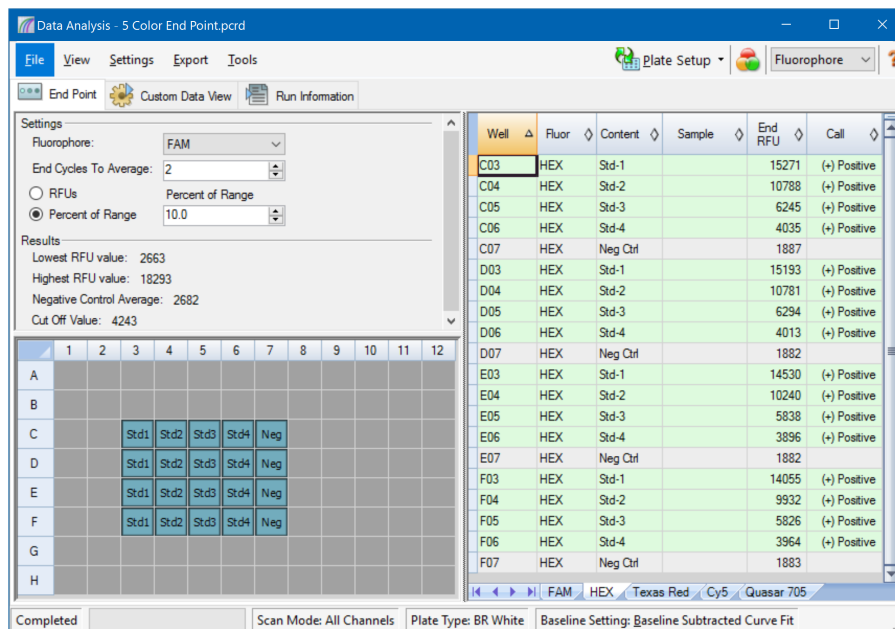 Data Analysis - 5 Color End Point.pcrd
File View Settings Export Tools Plate Setup Fluorophore
End Point Custom Data View Run Information
Settings
Fluorophore: FAM
End Cycles To Average: 2
RFUs Percent of Range
Percent of Range 10.0
Results
Lowest RFU value: 2663
Highest RFU value: 18293
Negative Control Average: 2682
Cut Off Value: 4243
1 2 3 4 5 6 7 8 9 10 11 12
A
B
C Std1 Std2 Std3 Std4 Neg
D Std1 Std2 Std3 Std4 Neg
E Std1 Std2 Std3 Std4 Neg
F Std1 Std2 Std3 Std4 Neg
G
H
Well Fluor Content Sample End RFU Call
C03 HEX Std-1 15271 (+) Positive
C04 HEX Std-2 10788 (+) Positive
C05 HEX Std-3 6245 (+) Positive
C06 HEX Std-4 4035 (+) Positive
C07 HEX Neg Ctrl 1887
D03 HEX Std-1 15193 (+) Positive
D04 HEX Std-2 10781 (+) Positive
D05 HEX Std-3 6294 (+) Positive
D06 HEX Std-4 4013 (+) Positive
D07 HEX Neg Ctrl 1882
E03 HEX Std-1 14530 (+) Positive
E04 HEX Std-2 10240 (+) Positive
E05 HEX Std-3 5838 (+) Positive
E06 HEX Std-4 3896 (+) Positive
E07 HEX Neg Ctrl 1882
F03 HEX Std-1 14055 (+) Positive
F04 HEX Std-2 9932 (+) Positive
F05 HEX Std-3 5826 (+) Positive
F06 HEX Std-4 3964 (+) Positive
F07 HEX Neg Ctrl 1883
FAM HEX Texas Red Cy5 Quasar 705
Completed Scan Mode: All Channels Plate Type: BR White Baseline Setting: Baseline Subtracted Curve Fit